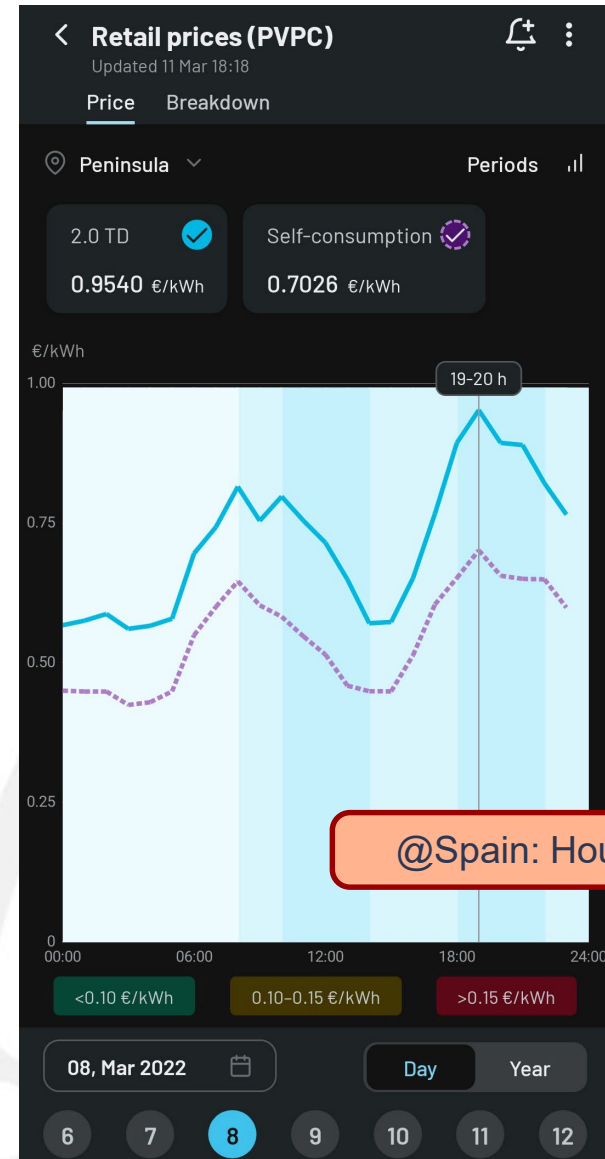 Retail prices (PVPC)
Updated 11 Mar 18:18
Price Breakdown
Peninsula Periods
2.0 TD Self-consumption
0.9540 €/kWh 0.7026 €/kWh
€/kWh
19-20 h
1.00
0.75
0.50
0.25
@Spain:
0
00:00 06:00 12:00 18:00 24:00
<0.10 €/kWh 0.10–0.15 €/kWh >0.15 €/kWh
08, Mar 2022 Day Year
6 7 8 9 10 11 12